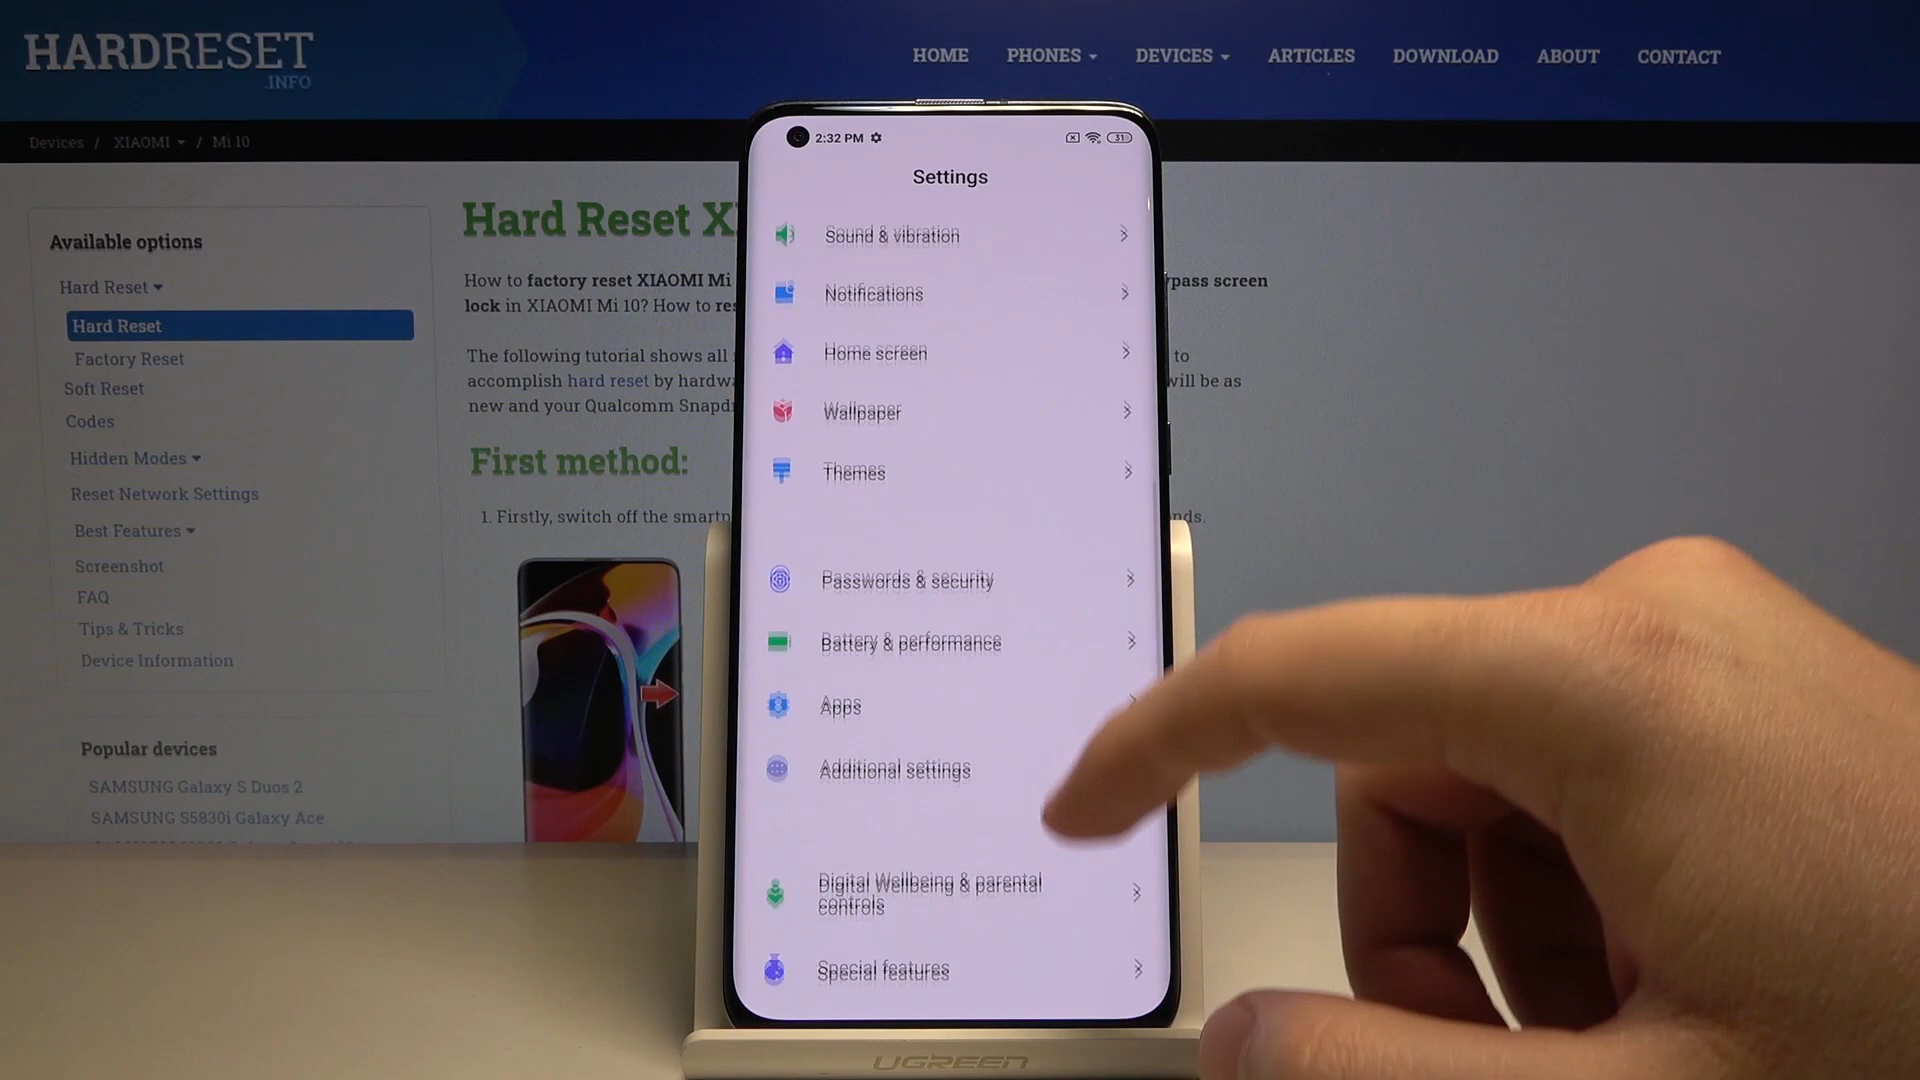 HARDRESET
.INFO
HOME
PHONES
DEVICES
ARTICLES
DOWNLOAD
ABOUT
CONTACT
Devices / XIAOMI / Mi 10
Available options
Hard Reset
Hard Reset
Factory Reset
Soft Reset
Codes
Hidden Modes
Reset Network Settings
Best Features
Screenshot
FAQ
Tips & Tricks
Device Information
Popular devices
SAMSUNG Galaxy S Duos 2
SAMSUNG S5830i Galaxy Ace
Hard Reset X
How to factory reset XIAOMI Mi
ypass screen
lock in XIAOMI Mi 10? How to res
The following tutorial shows all
to
accomplish hard reset by hardwa
will be as
new and your Qualcomm Snapd
First method:
1. Firstly, switch off the smartp
nds.
2:32 PM
31
Settings
Sound & vibration
Notifications
Home screen
Wallpaper
Themes
Passwords & security
Battery & performance
Apps
Additional settings
Digital Wellbeing & parental
controls
Special features
UGREEN